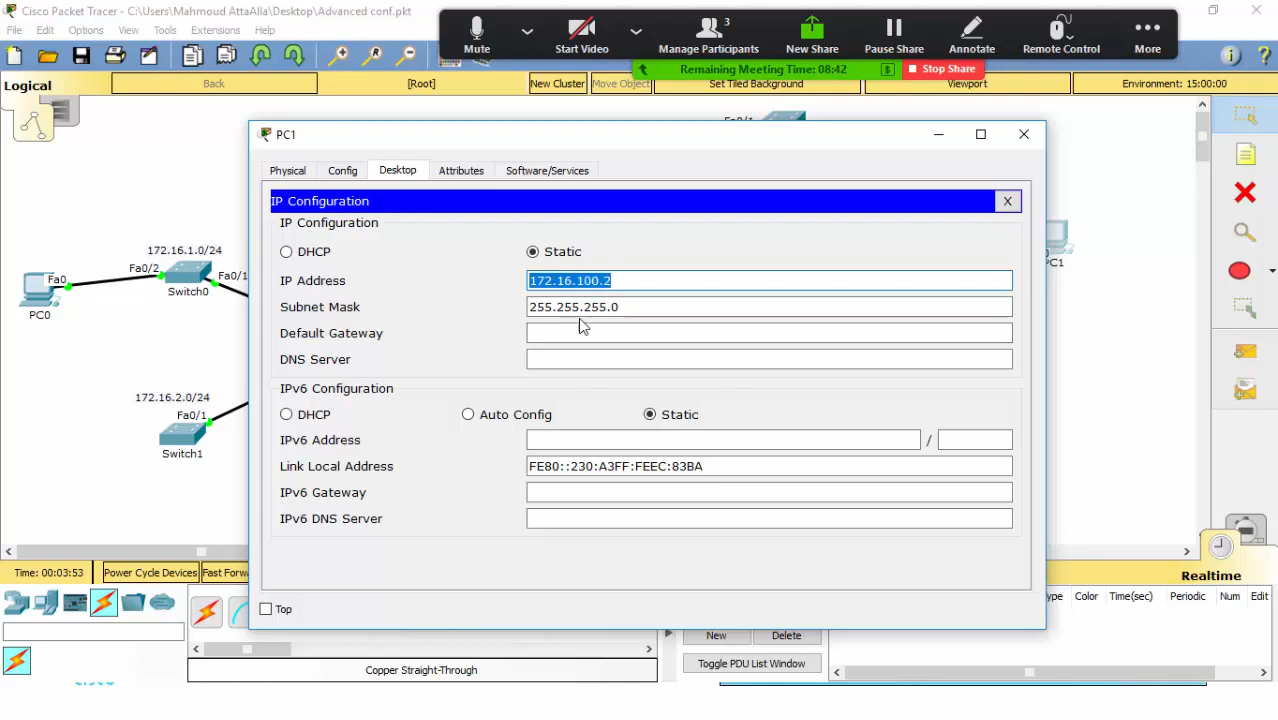 Cisco Packet Tracer - C:\Users\Mahmoud AttaAlla\Desktop\Advanced conf.pkt
File Edit Options View Tools Extensions Help
Mute Start Video Manage Participants 3 New Share Pause Share Annotate Remote Control More
Remaining Meeting Time: 08:42 $ Stop Share
Logical Back [Root] New Cluster Move Object Set Tiled Background Viewport Environment: 15:00:00
Fa0/1
PC1
Physical Config Desktop Attributes Software/Services
IP Configuration X
IP Configuration
DHCP Static
IP Address 172.16.100.2
Subnet Mask 255.255.255.0
Default Gateway
DNS Server
IPv6 Configuration
DHCP Auto Config Static
IPv6 Address /
Link Local Address FE80::230:A3FF:FEEC:83BA
IPv6 Gateway
IPv6 DNS Server
Top
172.16.1.0/24
Fa0 Fa0/2 Fa0/1
Switch0
PC0
172.16.2.0/24
Fa0/1
Switch1
PC1
Time: 00:03:53 Power Cycle Devices Fast Forw
Realtime
Color Time(sec) Periodic Num Edit
New Delete
Toggle PDU List Window
Copper Straight-Through